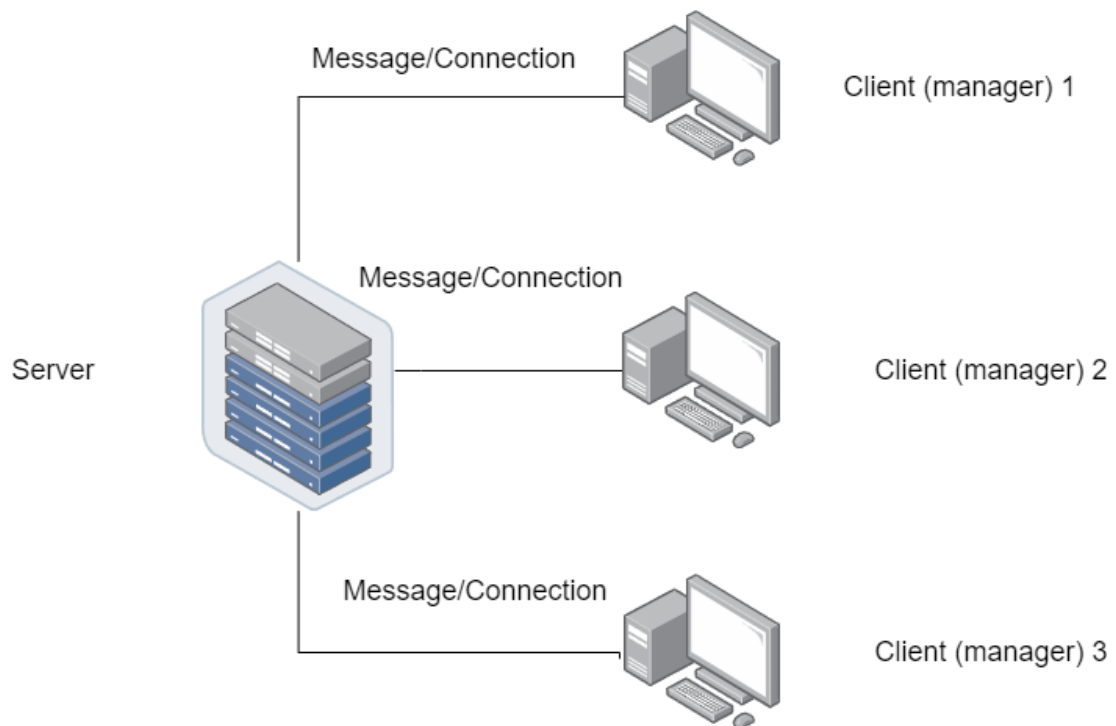 Message/Connection
Client (manager) 1
Message/Connection
Server
Client (manager) 2
Message/Connection
Client (manager) 3